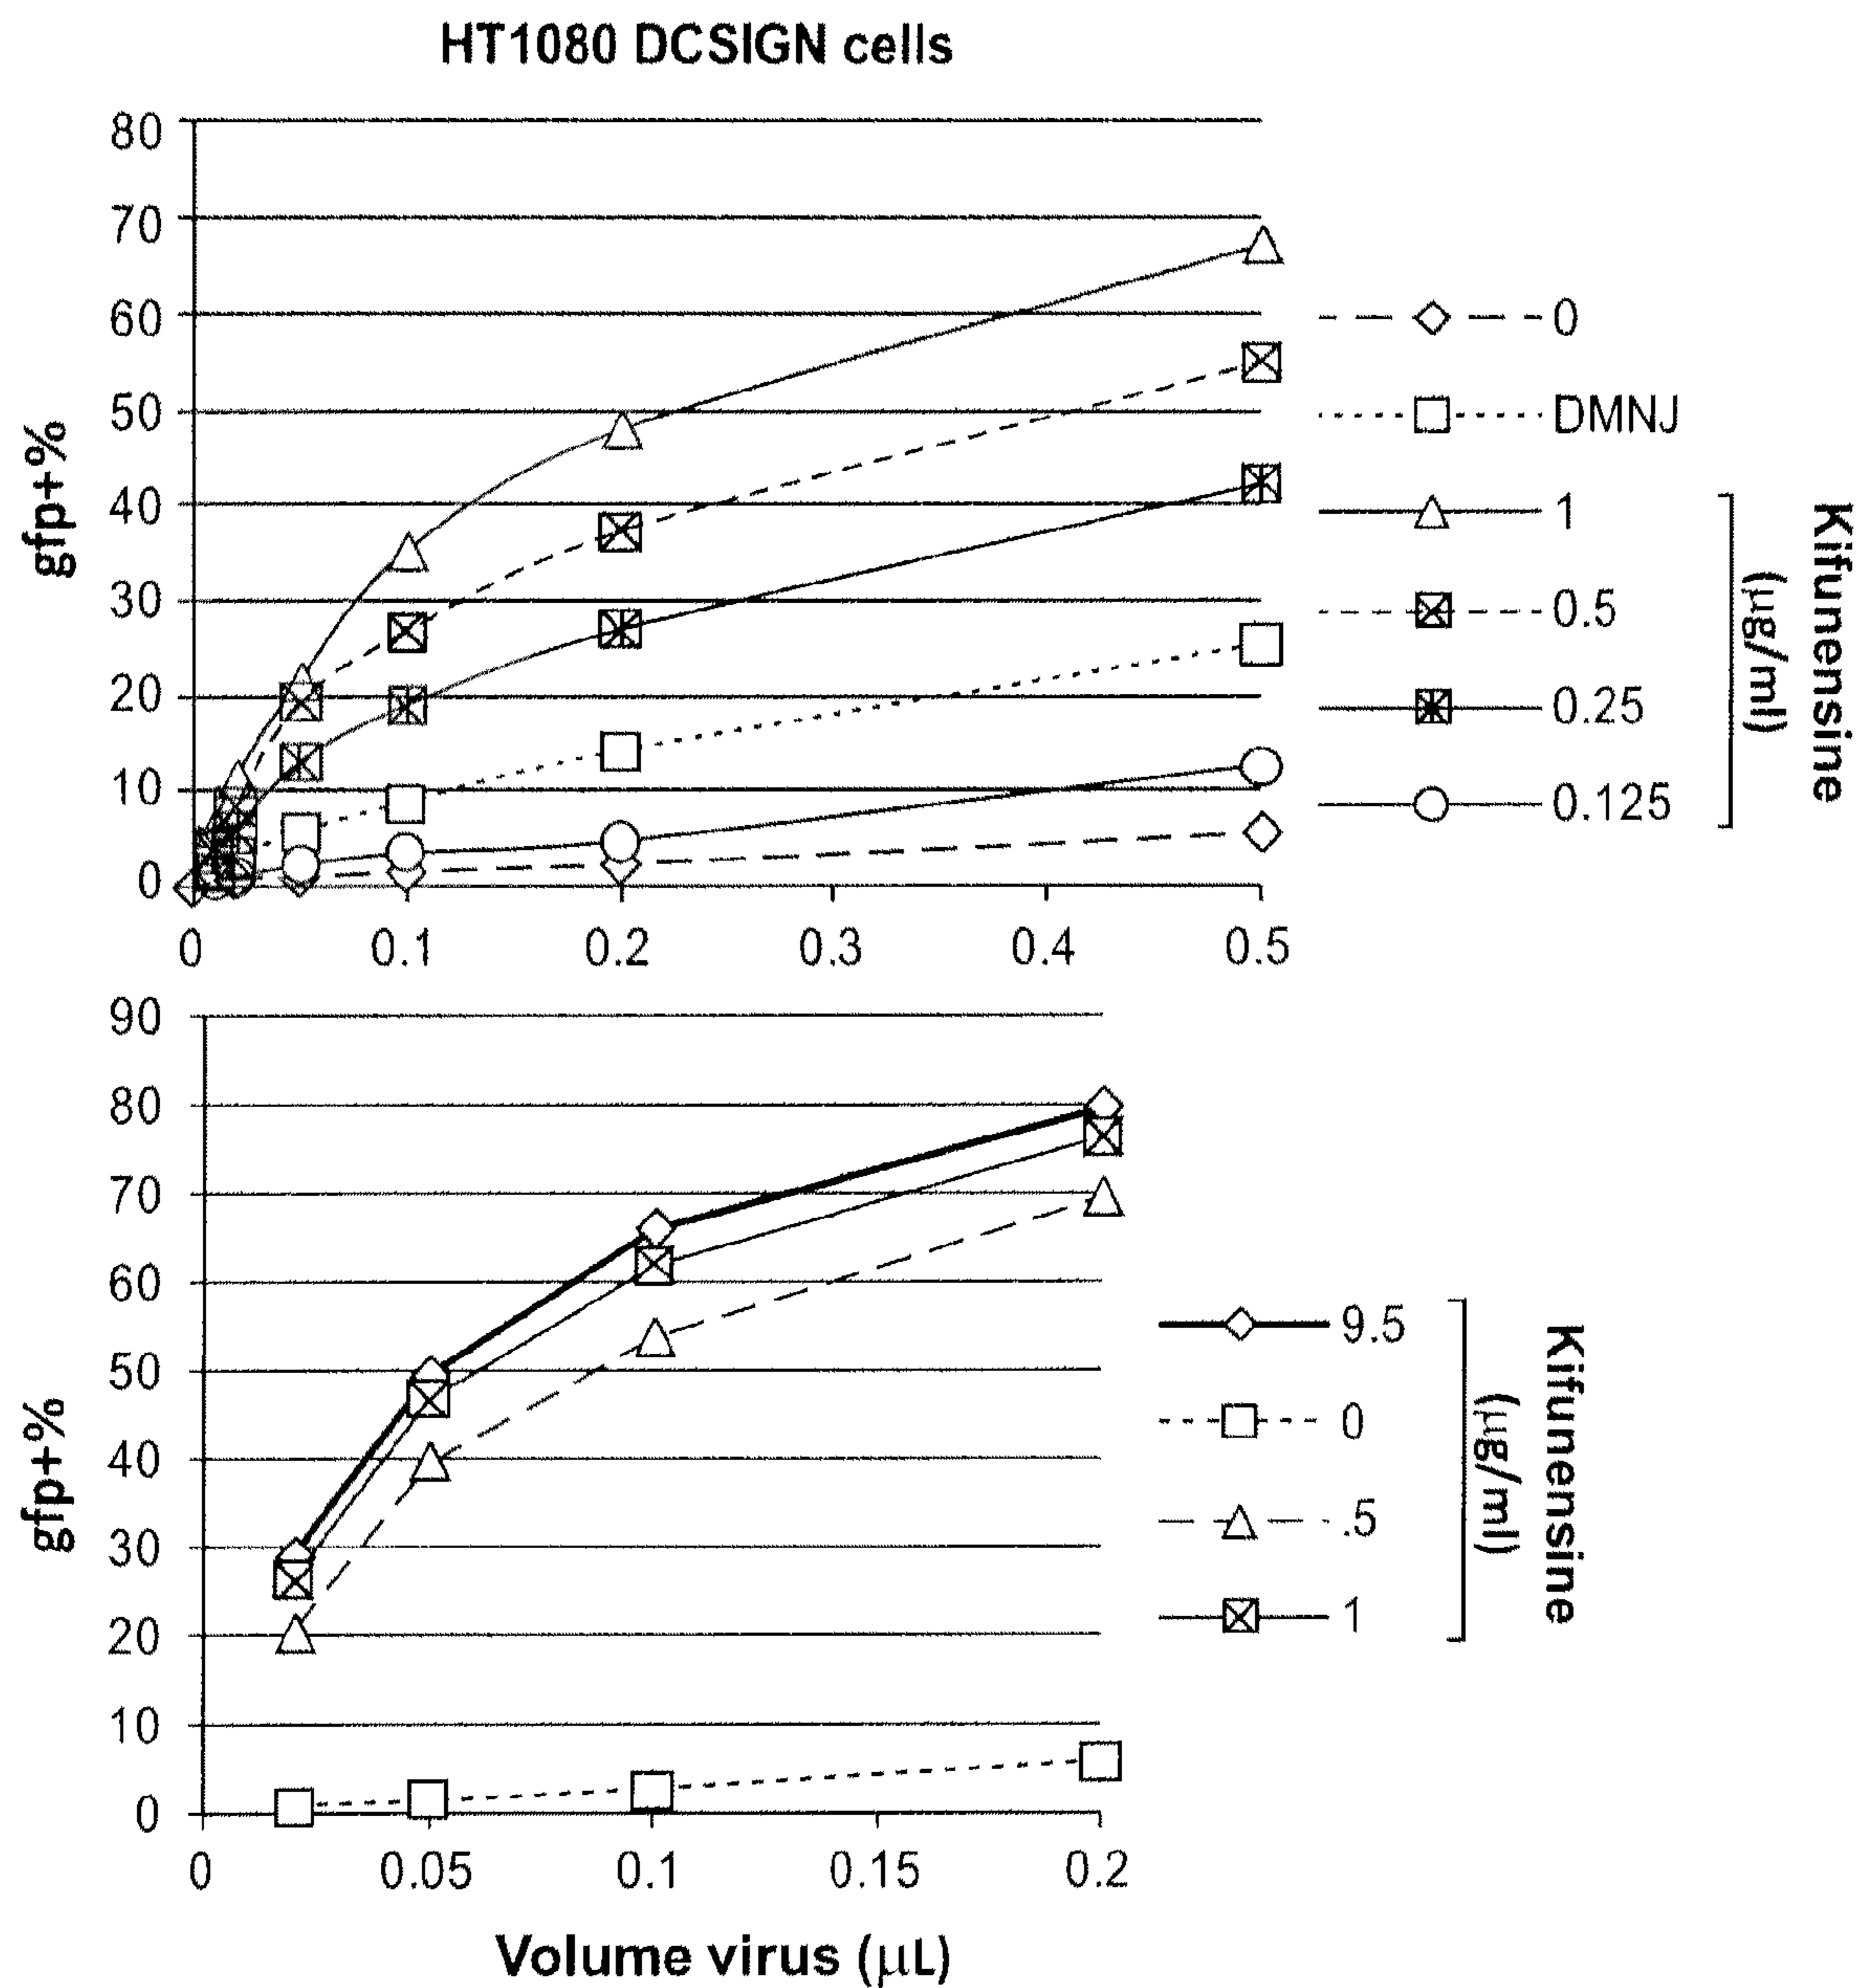 HT1080 DCSIGN cells
gfp+%
80
70
60
50
40
30
20
10
0
0 0.1 0.2 0.3 0.4 0.5
0
DMNJ
1
0.5
0.25
0.125
Kifunensine
(µg/ml)
gfp+%
90
80
70
60
50
40
30
20
10
0
0 0.05 0.1 0.15 0.2
9.5
0
.5
1
Kifunensine
(µg/ml)
Volume virus (µL)